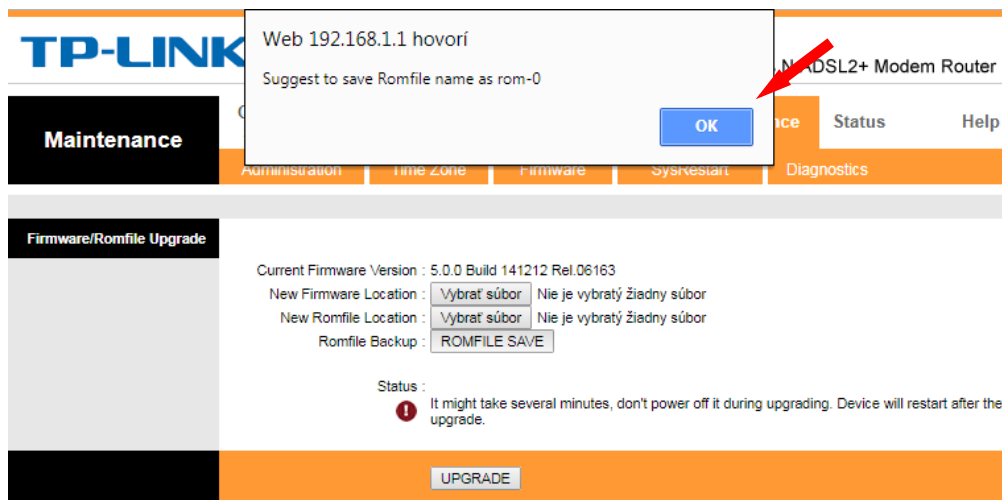 TP-LINK
Web 192.168.1.1 hovorí
Suggest to save Romfile name as rom-0
OK
N ADSL2+ Modem Router
Maintenance
Status
Help
Administration
Time Zone
Firmware
SysRestart
Diagnostics
Firmware/Romfile Upgrade
Current Firmware Version : 5.0.0 Build 141212 Rel.06163
New Firmware Location : Vybrať súbor Nie je vybratý žiadny súbor
New Romfile Location : Vybrať súbor Nie je vybratý žiadny súbor
Romfile Backup : ROMFILE SAVE
Status :
It might take several minutes, don't power off it during upgrading. Device will restart after the
upgrade.
UPGRADE